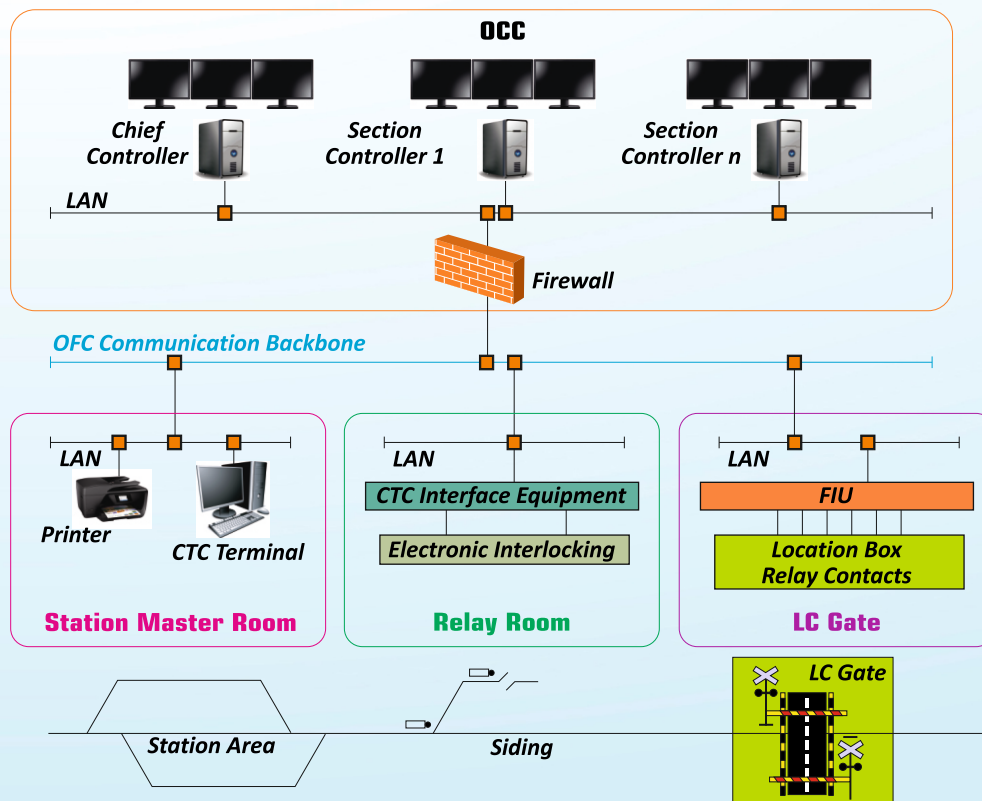 OCC
Chief
Controller
Section
Controller 1
Section
Controller n
LAN
Firewall
OFC Communication Backbone
LAN
Printer
CTC Terminal
Station Master Room
LAN
CTC Interface Equipment
Electronic Interlocking
Relay Room
LAN
FIU
Location Box
Relay Contacts
LC Gate
Station Area
Siding
LC Gate